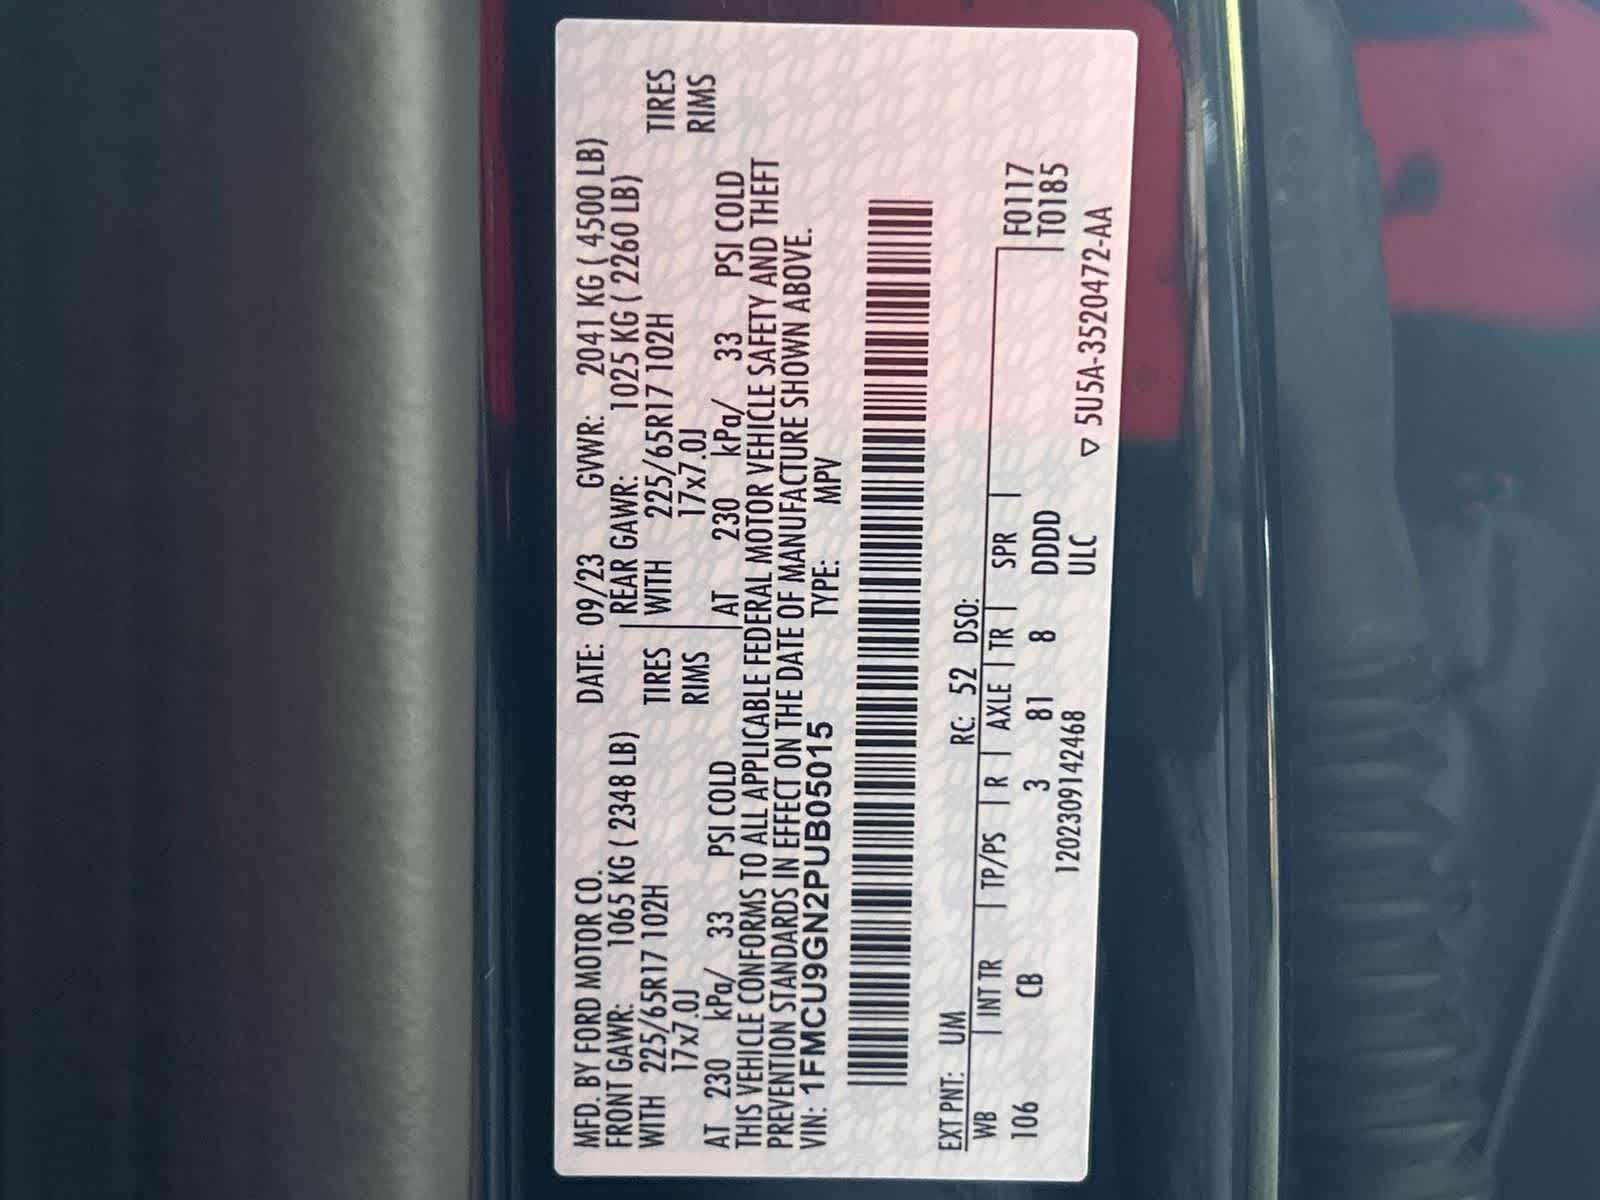 MFD. BY FORD MOTOR CO. DATE: 09/23 GVWR: 2041 KG ( 4500 LB)
FRONT GAWR: 1065 KG ( 2348 LB) REAR GAWR: 1025 KG ( 2260 LB)
WITH 225/65R17 102H TIRES WITH 225/65R17 102H TIRES
17x7.0J RIMS 17x7.0J RIMS
AT 230 kPa/ 33 PSI COLD AT 230 kPa/ 33 PSI COLD
THIS VEHICLE CONFORMS TO ALL APPLICABLE FEDERAL MOTOR VEHICLE SAFETY AND THEFT
PREVENTION STANDARDS IN EFFECT ON THE DATE OF MANUFACTURE SHOWN ABOVE.
VIN: 1FMCU9GN2PUB05015 TYPE: MPV
EXT PNT: UM RC: 52 DSO:
WB INT TR TP/PS R AXLE TR SPR F0117
106 CB 3 81 8 DDDD T0185
1202309142468 ULC
▽ 5U5A-3520472-AA